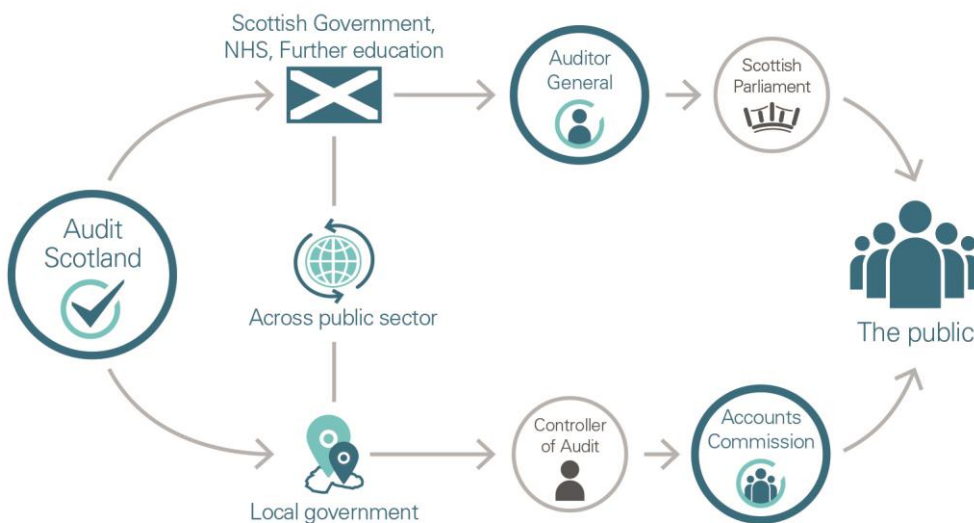 Scottish Government,
NHS, Further education
Auditor
General
Scottish
Parliament
Audit
Scotland
Across public sector
The public
Controller
of Audit
Accounts
Commission
Local government